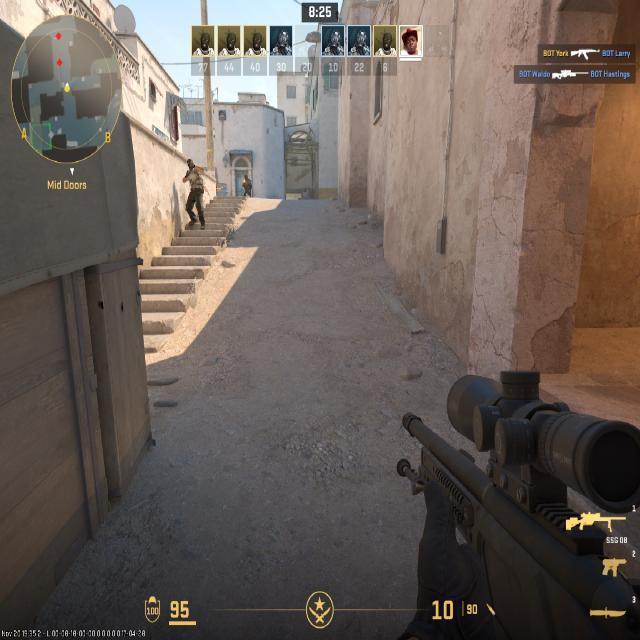 8:25
77 44 40 30 20 10 22 6
BOT York BOT Larry
BOT Waldo BOT Hastings
A
B
Mid Doors
1
SSG 08
2
3
100 95
10 | 90